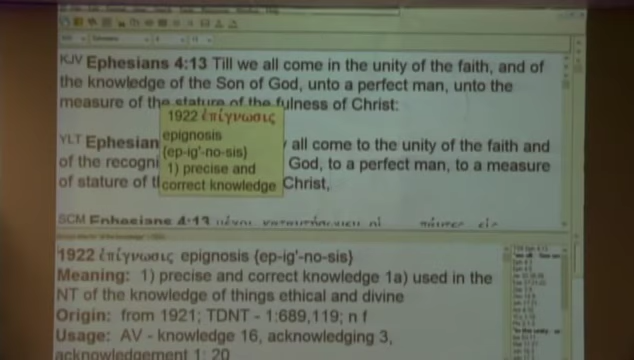 KJV Ephesians 4:13 Till we all come in the unity of the faith, and of
the knowledge of the Son of God, unto a perfect man, unto the
measure of the stature of the fulness of Christ:
1922 ἐπίγνωσις
epignosis
{ep-ig'-no-sis}
1) precise and
correct knowledge
YLT Ephesian all come to the unity of the faith and
of the recogni God, to a perfect man, to a measure
of stature of t Christ,
SCM Ephesians 4:13
1922 ἐπίγνωσις epignosis {ep-ig'-no-sis}
Meaning: 1) precise and correct knowledge 1a) used in the
NT of the knowledge of things ethical and divine
Origin: from 1921; TDNT - 1:689,119; n f
Usage: AV - knowledge 16, acknowledging 3,
acknowledgement 1; 20